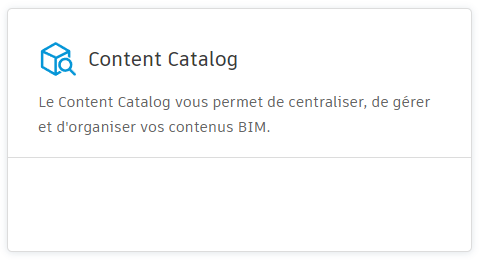 Content Catalog
Le Content Catalog vous permet de centraliser, de gérer
et d'organiser vos contenus BIM.